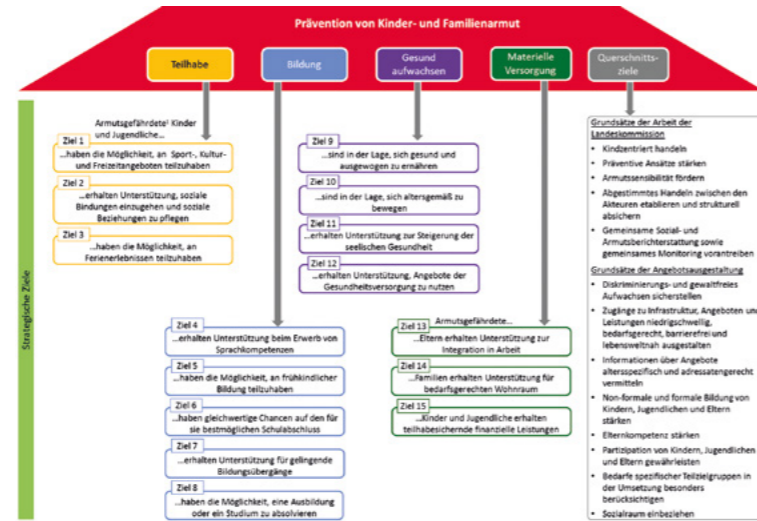 Prävention von Kinder- und Familienarmut
Teilhabe
Bildung
Gesund
aufwachsen
Materielle
Versorgung
Querschnitts-
ziele
Strategische Ziele
Armutsgefährdete¹ Kinder
und Jugendliche…
Ziel 1
…haben die Möglichkeit, an Sport-, Kultur-
und Freizeitangeboten teilzuhaben
Ziel 2
…erhalten Unterstützung, soziale
Bindungen einzugehen und soziale
Beziehungen zu pflegen
Ziel 3
…haben die Möglichkeit, an
Ferienerlebnissen teilzuhaben
Ziel 4
…erhalten Unterstützung beim Erwerb von
Sprachkompetenzen
Ziel 5
…haben die Möglichkeit, an frühkindlicher
Bildung teilzuhaben
Ziel 6
…haben gleichwertige Chancen auf den für
sie bestmöglichen Schulabschluss
Ziel 7
…erhalten Unterstützung für gelingende
Bildungsübergänge
Ziel 8
…haben die Möglichkeit, eine Ausbildung
oder ein Studium zu absolvieren
Ziel 9
…sind in der Lage, sich gesund und
ausgewogen zu ernähren
Ziel 10
…sind in der Lage, sich altersgemäß zu
bewegen
Ziel 11
…erhalten Unterstützung zur Steigerung der
seelischen Gesundheit
Ziel 12
…erhalten Unterstützung, Angebote der
Gesundheitsversorgung zu nutzen
Armutsgefährdete…
Ziel 13
…Eltern erhalten Unterstützung zur
Integration in Arbeit
Ziel 14
…Familien erhalten Unterstützung für
bedarfsgerechten Wohnraum
Ziel 15
…Kinder und Jugendliche erhalten
teilhabesichernde finanzielle Leistungen
Grundsätze der Arbeit der
Landeskommission
• Kindzentriert handeln
• Präventive Ansätze stärken
• Armutssensibilität fördern
• Abgestimmtes Handeln zwischen den
Akteuren etablieren und strukturell
absichern
• Gemeinsame Sozial- und
Armutsberichterstattung sowie
gemeinsames Monitoring vorantreiben
Grundsätze der Angebotsausgestaltung
• Diskriminierungs- und gewaltfreies
Aufwachsen sicherstellen
• Zugänge zu Infrastruktur, Angeboten und
Leistungen niedrigschwellig,
bedarfsgerecht, barrierefrei und
lebensweltnah ausgestalten
• Informationen über Angebote
altersspezifisch und adressatengerecht
vermitteln
• Non-formale und formale Bildung von
Kindern, Jugendlichen und Eltern
stärken
• Elternkompetenz stärken
• Partizipation von Kindern, Jugendlichen
und Eltern gewährleisten
• Bedarfe spezifischer Teilzielgruppen in
der Umsetzung besonders
berücksichtigen
• Sozialraum einbeziehen